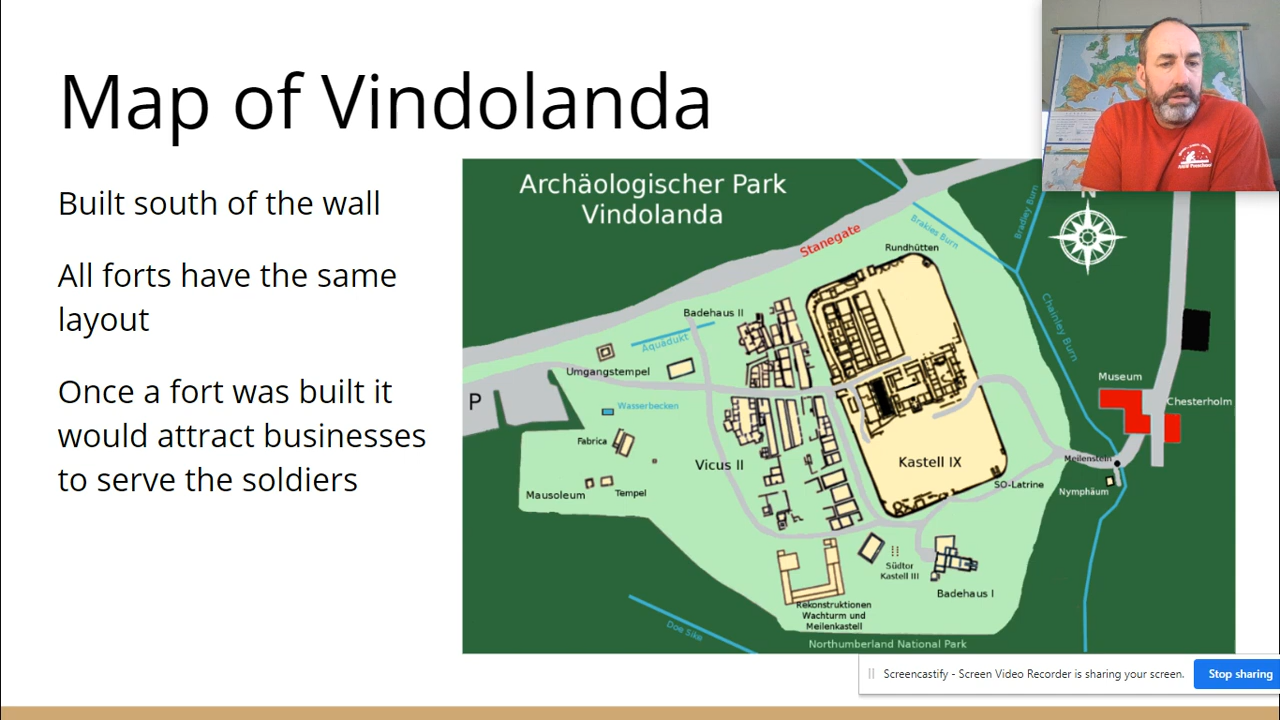 Map of Vindolanda
Built south of the wall
All forts have the same
layout
Once a fort was built it
would attract businesses
to serve the soldiers
Archäologischer Park
Vindolanda
N
Stanegate
Brakies Burn
Bradley Burn
Rundhütten
Chainley Burn
Badehaus II
Aquädukt
Umgangstempel
P
Wasserbecken
Museum
Chesterholm
Fabrica
Vicus II
Kastell IX
Meilenstein
SO-Latrine
Nymphäum
Mausoleum
Tempel
Südtor
Kastell III
Badehaus I
Rekonstruktionen
Wachturm und
Meilenkastell
Doe Sike
Northumberland National Park
Screencastify - Screen Video Recorder is sharing your screen.
Stop sharing